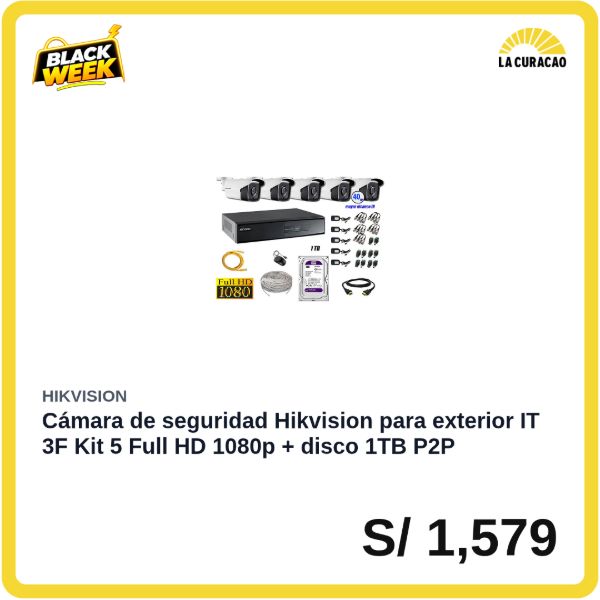 BLACK
WEEK
LA CURACAO
40
1 TB
Full HD
1080
HIKVISION
Cámara de seguridad Hikvision para exterior IT
3F Kit 5 Full HD 1080p + disco 1TB P2P
S/ 1,579